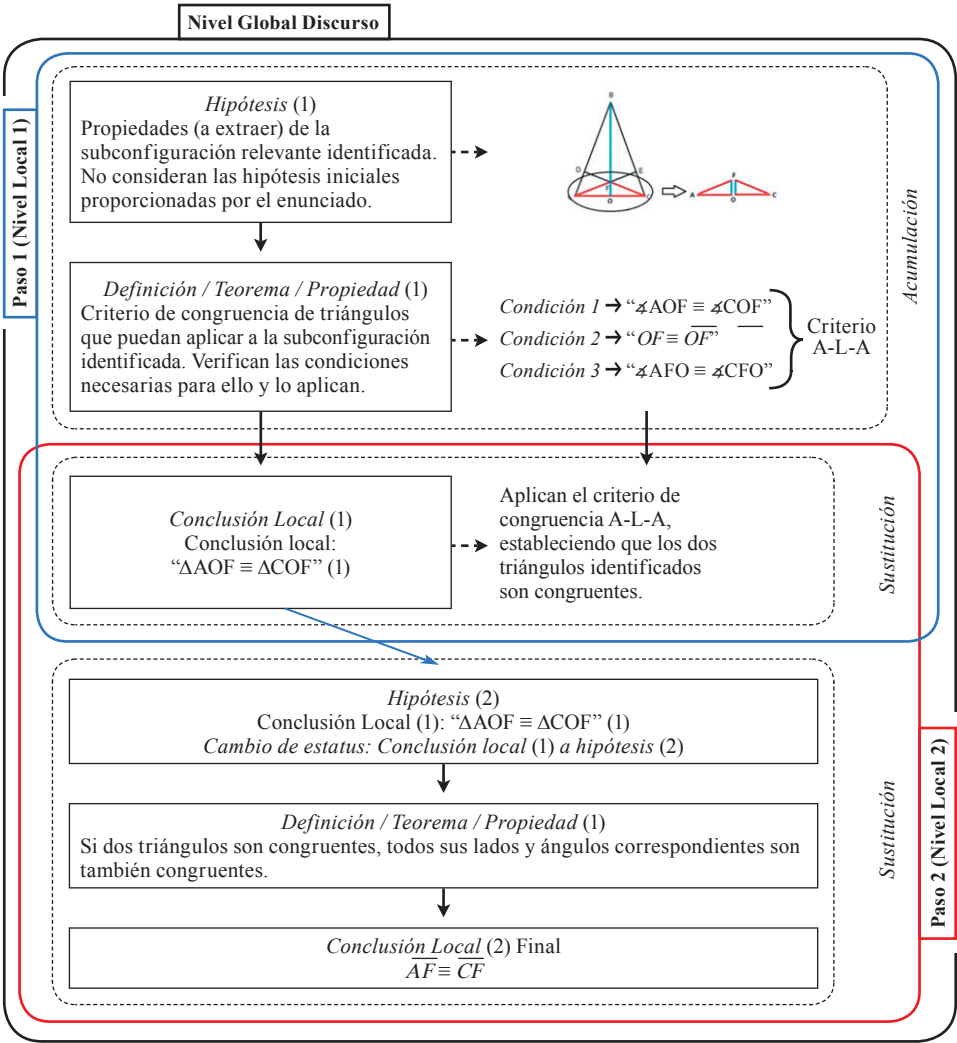 Nivel Global Discurso
Paso 1 (Nivel Local 1)
Hipótesis (1)
Propiedades (a extraer) de la
subconfiguración relevante identificada.
No consideran las hipótesis iniciales
proporcionadas por el enunciado.
B
D
E
F
O
C
A
F
O
C
Acumulación
Definición / Teorema / Propiedad (1)
Criterio de congruencia de triángulos
que puedan aplicar a la subconfiguración
identificada. Verifican las condiciones
necesarias para ello y lo aplican.
Condición 1 → “∡AOF ≡ ∡COF”
Condición 2 → “OF ≡ OF”
Condición 3 → “∡AFO ≡ ∡CFO”
Criterio
A-L-A
Conclusión Local (1)
Conclusión local:
“ΔAOF ≡ ΔCOF” (1)
Aplican el criterio de
congruencia A-L-A,
estableciendo que los dos
triángulos identificados
son congruentes.
Sustitución
Hipótesis (2)
Conclusión Local (1): “ΔAOF ≡ ΔCOF” (1)
Cambio de estatus: Conclusión local (1) a hipótesis (2)
Definición / Teorema / Propiedad (1)
Si dos triángulos son congruentes, todos sus lados y ángulos correspondientes son
también congruentes.
Conclusión Local (2) Final
AF ≡ CF
Sustitución
Paso 2 (Nivel Local 2)